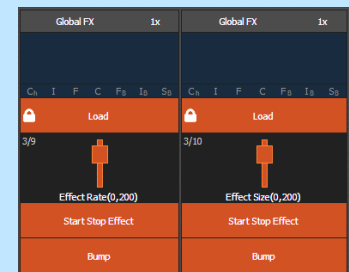 Global FX 1x
Ch I F C FB IB SB
Load
3/9
Effect Rate(0,200)
Start Stop Effect
Bump
Global FX 1x
Ch I F C FB IB SB
Load
3/10
Effect Size(0,200)
Start Stop Effect
Bump